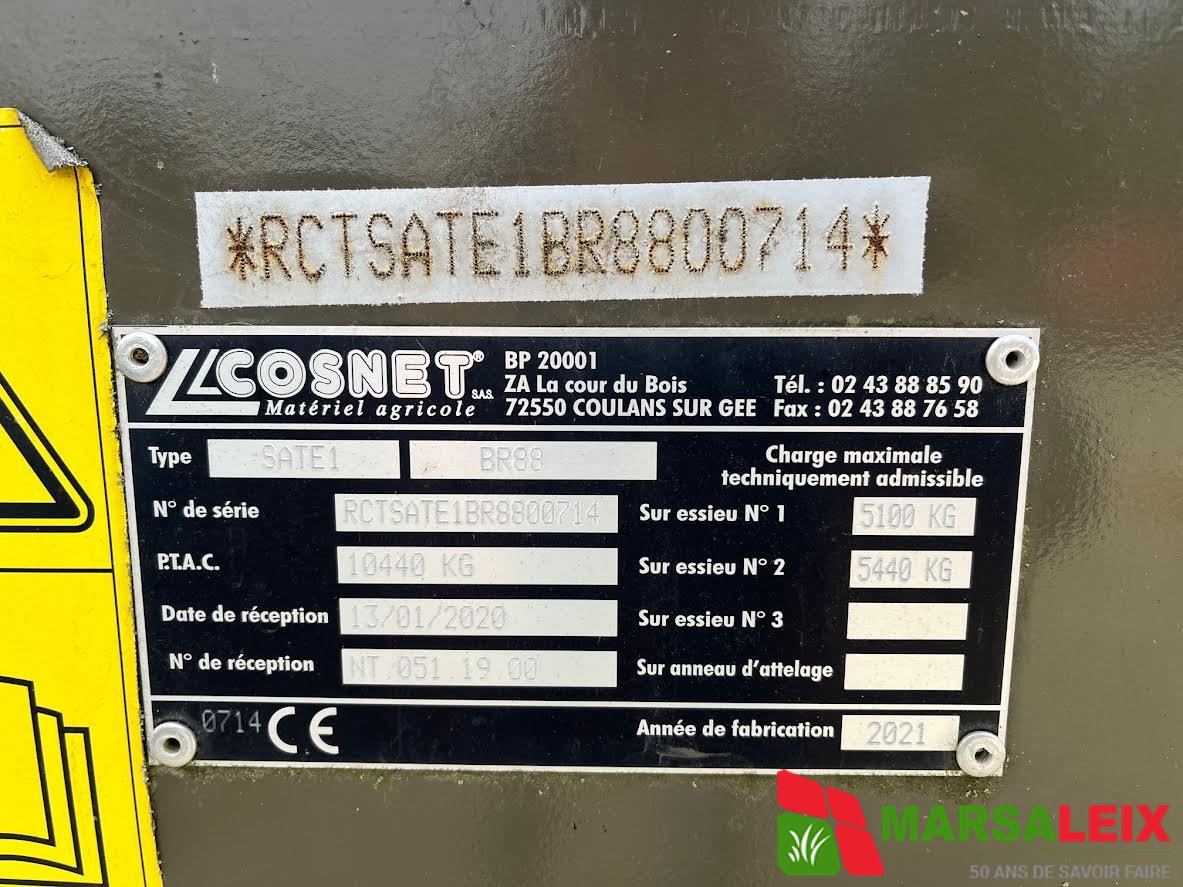 *RCTSATE1BR8800714*
COSNET® S.A.S.
Matériel agricole
BP 20001
ZA La cour du Bois
72550 COULANS SUR GEE
Tél. : 02 43 88 85 90
Fax : 02 43 88 76 58
Type SATE1 BR88
Charge maximale
techniquement admissible
N° de série RCTSATE1BR8800714
Sur essieu N° 1 5100 KG
P.T.A.C. 10440 KG
Sur essieu N° 2 5440 KG
Date de réception 13/01/2020
Sur essieu N° 3
N° de réception NT 051 19 00
Sur anneau d'attelage
0714 CE
Année de fabrication 2021
MARSALEIX
50 ANS DE SAVOIR FAIRE